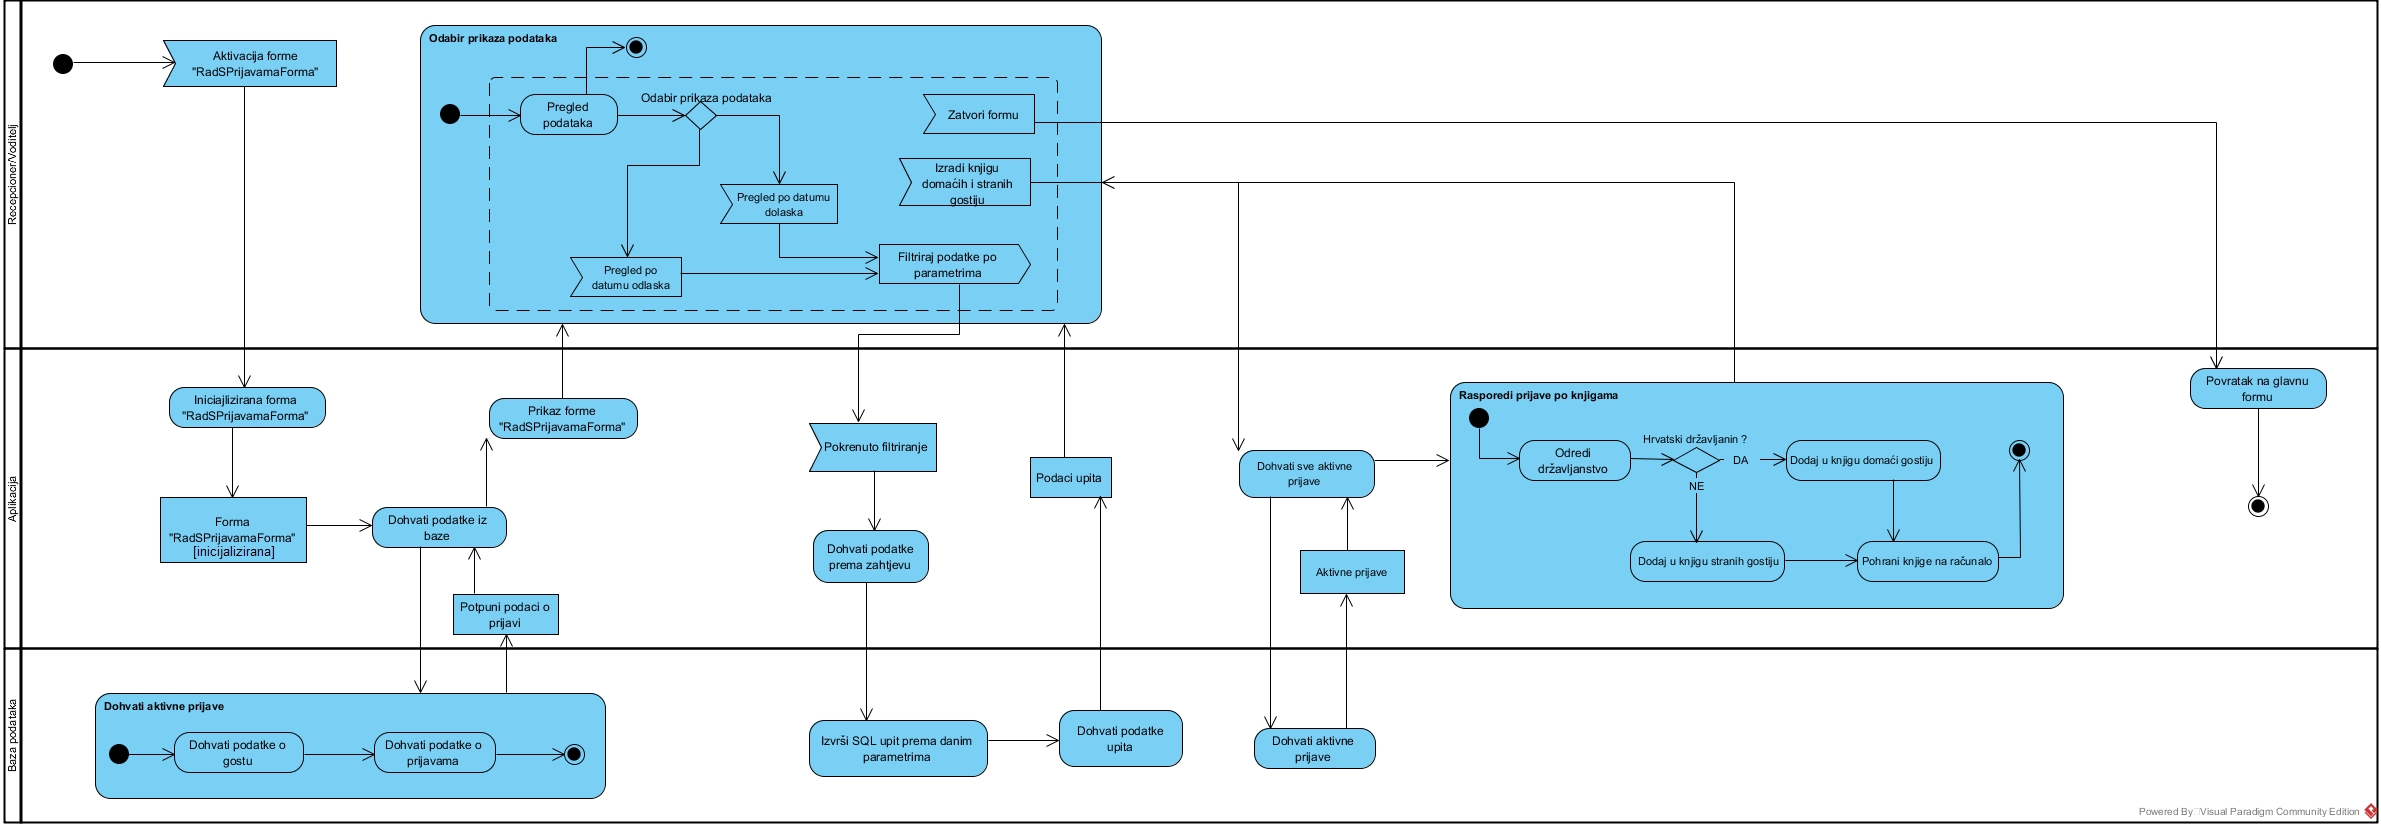 Recepcioner/Voditelj
Aktivacija forme
"RadSPrijavamaForma"
Odabir prikaza podataka
Pregled
podataka
Odabir prikaza podataka
Zatvori formu
Izradi knjigu
domaćih i stranih
gostiju
Pregled po datumu
dolaska
Pregled po
datumu odlaska
Filtriraj podatke po
parametrima
Aplikacija
Iniciajlizirana forma
"RadSPrijavamaForma"
Forma
"RadSPrijavamaForma"
[inicijalizirana]
Dohvati podatke iz
baze
Prikaz forme
"RadSPrijavamaForma"
Potpuni podaci o
prijavi
Pokrenuto filtriranje
Dohvati podatke
prema zahtjevu
Podaci upita
Dohvati sve aktivne
prijave
Aktivne prijave
Rasporedi prijave po knjigama
Odredi
državljanstvo
Hrvatski državljanin ?
DA
NE
Dodaj u knjigu domaći gostiju
Dodaj u knjigu stranih gostiju
Pohrani knjige na računalo
Povratak na glavnu
formu
Baza podataka
Dohvati aktivne prijave
Dohvati podatke o
gostu
Dohvati podatke o
prijavama
Izvrši SQL upit prema danim
parametrima
Dohvati podatke
upita
Dohvati aktivne
prijave
Powered By Visual Paradigm Community Edition